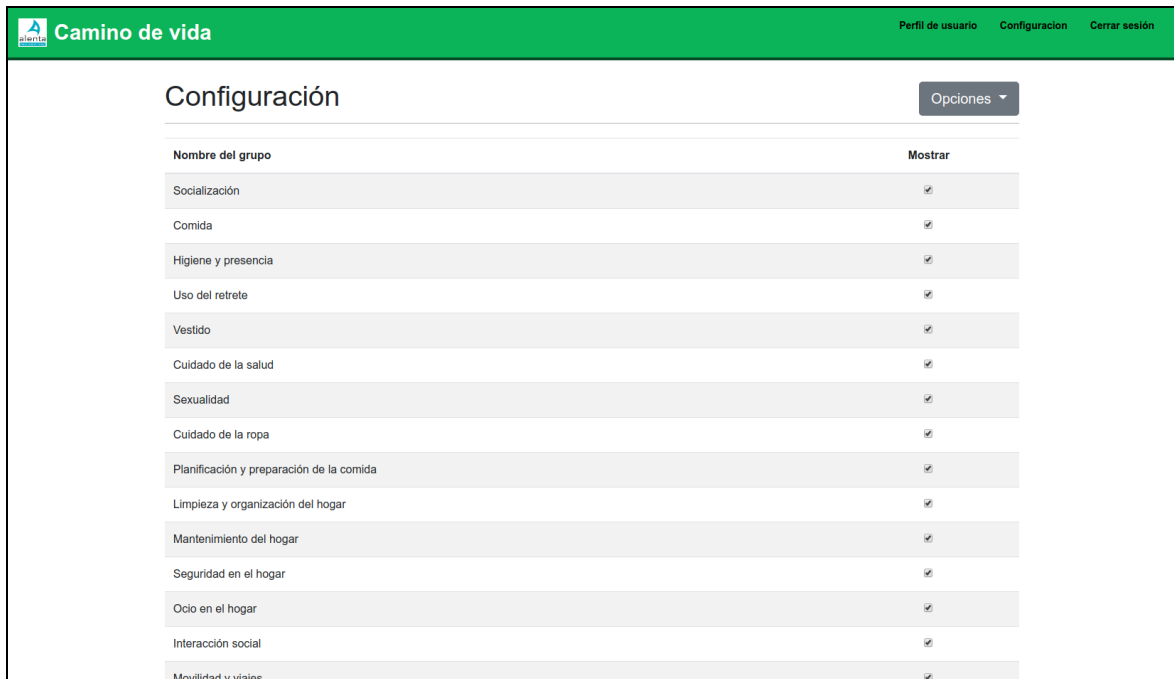 alenta
Camino de vida
Perfil de usuario Configuracion Cerrar sesión
Configuración
Opciones
Nombre del grupo Mostrar
Socialización
Comida
Higiene y presencia
Uso del retrete
Vestido
Cuidado de la salud
Sexualidad
Cuidado de la ropa
Planificación y preparación de la comida
Limpieza y organización del hogar
Mantenimiento del hogar
Seguridad en el hogar
Ocio en el hogar
Interacción social
Movilidad y viajes